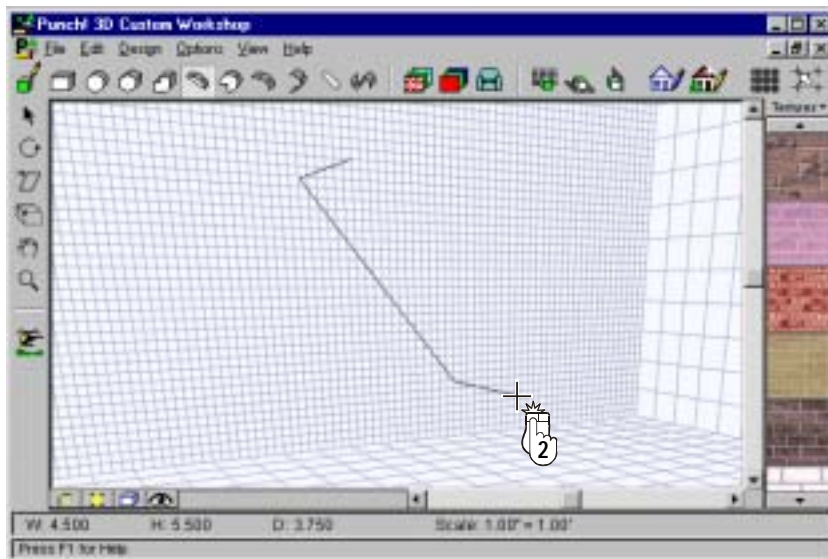 Punch! 3D Custom Workshop
File Edit Design Options View Help
Textures
2
W: 4.500 H: 5.500 D: 3.750 Scale: 1.00" = 1.00'
Press F1 for Help